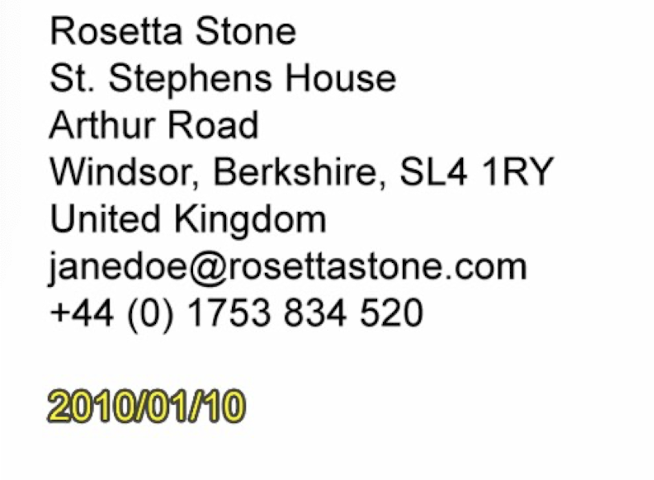 Rosetta Stone
St. Stephens House
Arthur Road
Windsor, Berkshire, SL4 1RY
United Kingdom
janedoe@rosettastone.com
+44 (0) 1753 834 520
2010/01/10